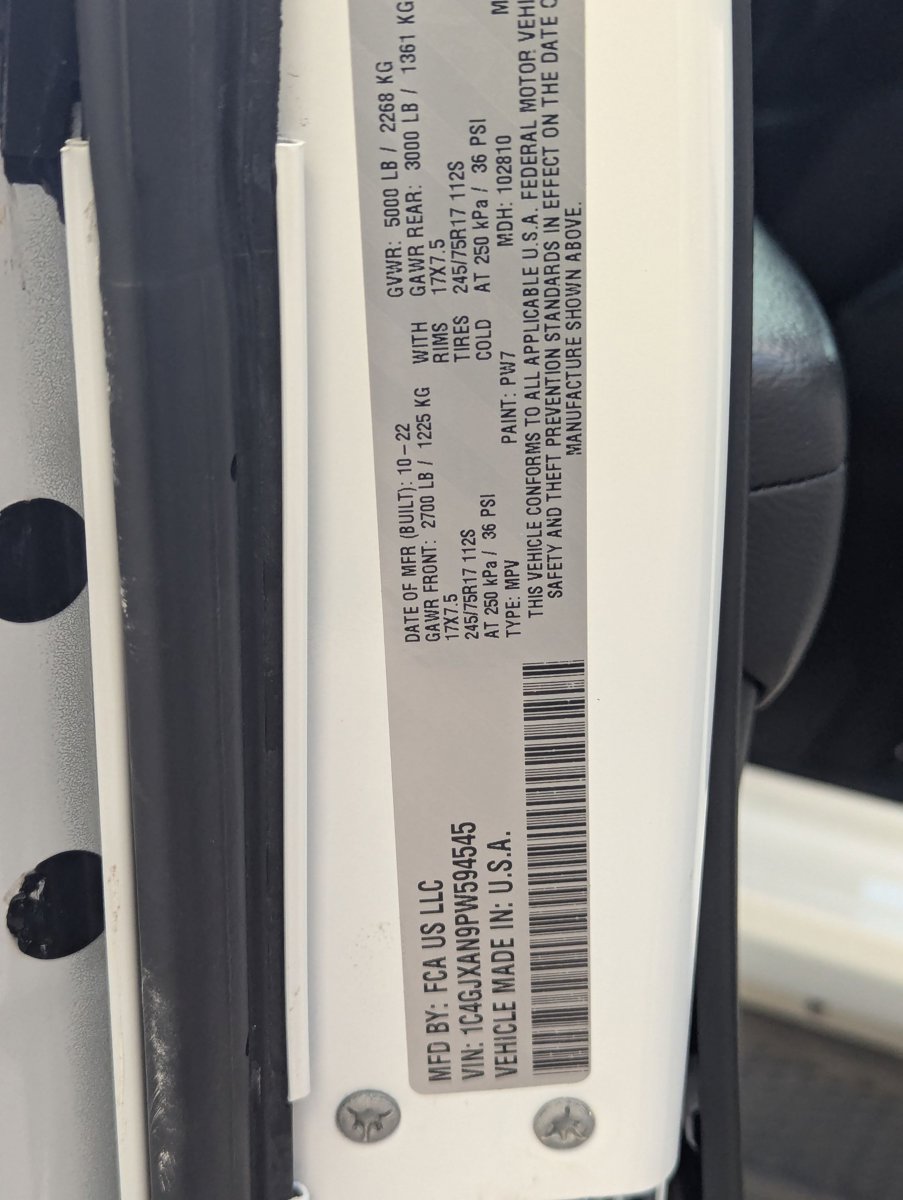 MFD BY: FCA US LLC
VIN: 1C4GJXAN9PW594545
VEHICLE MADE IN: U.S.A.
DATE OF MFR (BUILT): 10-22 GVWR: 5000 LB / 2268 KG
GAWR FRONT: 2700 LB / 1225 KG WITH GAWR REAR: 3000 LB / 1361 KG
17X7.5 RIMS 17X7.5
245/75R17 112S TIRES 245/75R17 112S
AT 250 kPa / 36 PSI COLD AT 250 kPa / 36 PSI
TYPE: MPV PAINT: PW7 MDH: 102810
THIS VEHICLE CONFORMS TO ALL APPLICABLE U.S.A. FEDERAL MOTOR
SAFETY AND THEFT PREVENTION STANDARDS IN EFFECT ON THE DATE
MANUFACTURE SHOWN ABOVE.